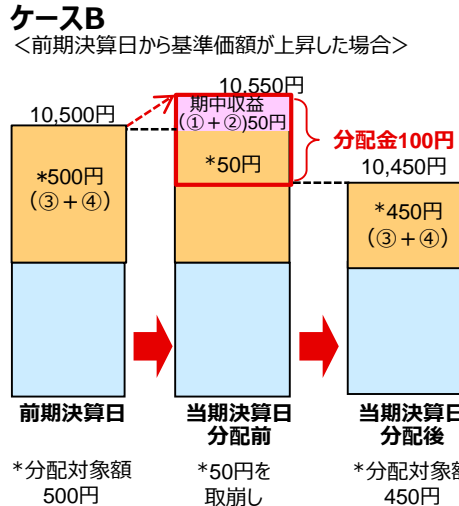 ケースB
<前期決算日から基準価額が上昇した場合>
10,550円
10,500円
期中収益
(①+②)50円
分配金100円
*500円
(③+④)
*50円
10,450円
*450円
(③+④)
前期決算日
当期決算日
分配前
当期決算日
分配後
*分配対象額
500円
*50円を
取崩し
*分配対象額
450円